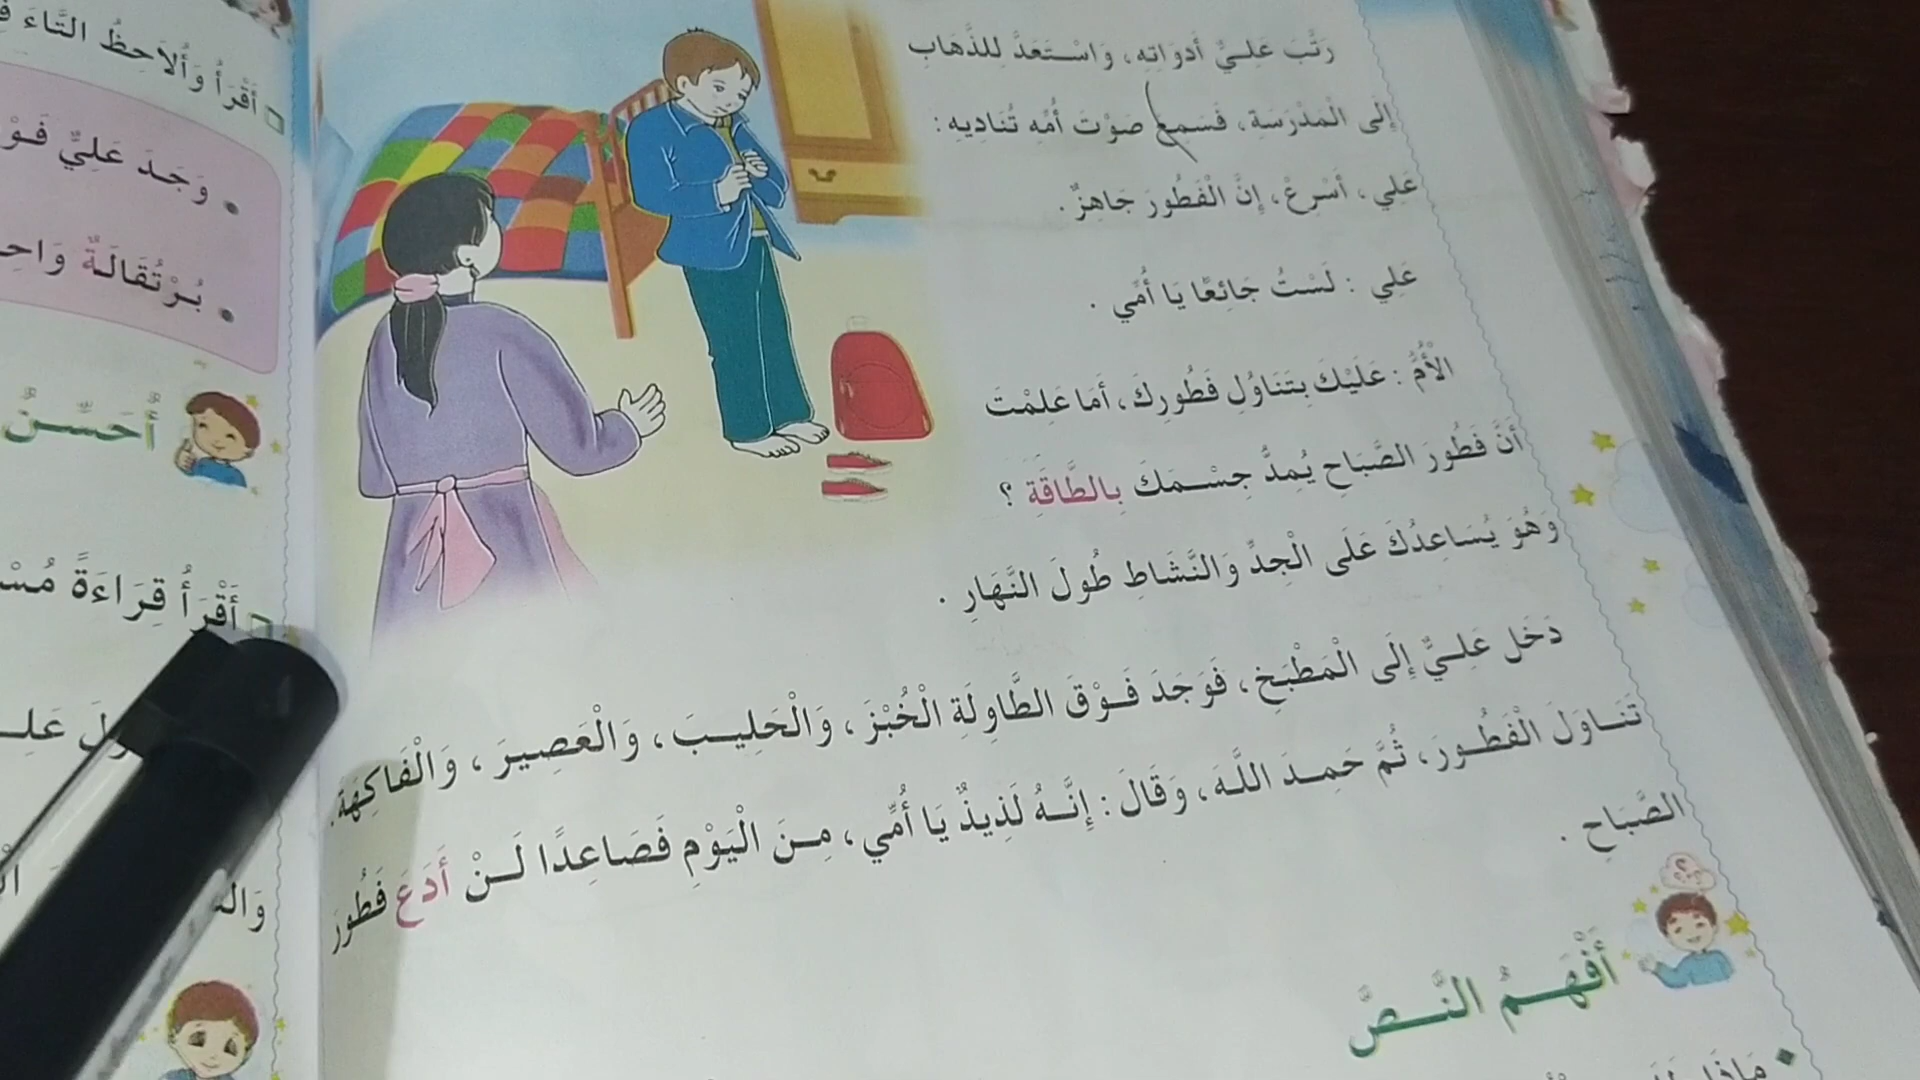 رَتَّبَ عَلِيٌّ أَدَوَاتِهِ، وَاسْتَعَدَّ لِلذَّهَابِ
إِلَى الْمَدْرَسَةِ، فَسَمِعَ صَوْتَ أُمِّهِ تُنَادِيهِ :
عَلِي، أَسْرِعْ، إِنَّ الْفَطُورَ جَاهِزٌ .
عَلِي : لَسْتُ جَائِعًا يَا أُمِّي .
الْأُمُّ : عَلَيْكَ بِتَنَاوُلِ فَطُورِكَ، أَمَا عَلِمْتَ
أَنَّ فَطُورَ الصَّبَاحِ يُمِدُّ جِسْمَكَ بِالطَّاقَةِ ؟
وَهُوَ يُسَاعِدُكَ عَلَى الْجِدِّ وَالنَّشَاطِ طُولَ النَّهَارِ .
دَخَلَ عَلِيٌّ إِلَى الْمَطْبَخِ، فَوَجَدَ فَوْقَ الطَّاوِلَةِ الْخُبْزَ، وَالْحَلِيبَ، وَالْعَصِيرَ، وَالْفَاكِهَةَ.
تَنَاوَلَ الْفَطُورَ، ثُمَّ حَمِدَ اللَّهَ، وَقَالَ : إِنَّهُ لَذِيذٌ يَا أُمِّي، مِنَ الْيَوْمِ فَصَاعِدًا لَنْ أَدَعَ فَطُورَ
الصَّبَاحِ .
أَفْهَمُ النَّصَّ
أَقْرَأُ وَأُلَاحِظُ التَّاءَ
وَجَدَ عَلِيٌّ
بُرْتُقَالَةً
أُحَسِّنُ
أَقْرَأُ قِرَاءَةً